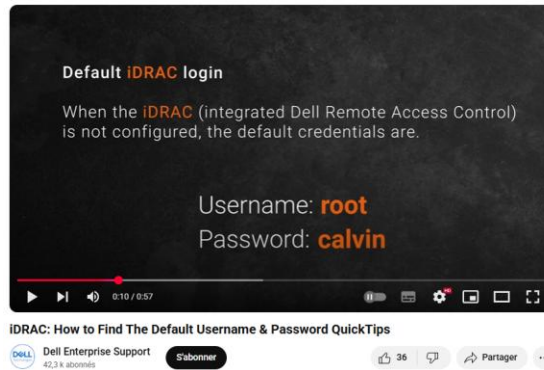 Default iDRAC login
When the iDRAC (integrated Dell Remote Access Control)
is not configured, the default credentials are.
Username: root
Password: calvin
0:10 / 0:57
iDRAC: How to Find The Default Username & Password QuickTips
DELL
Dell Enterprise Support
42,3 k abonnés
S'abonner
36
Partager